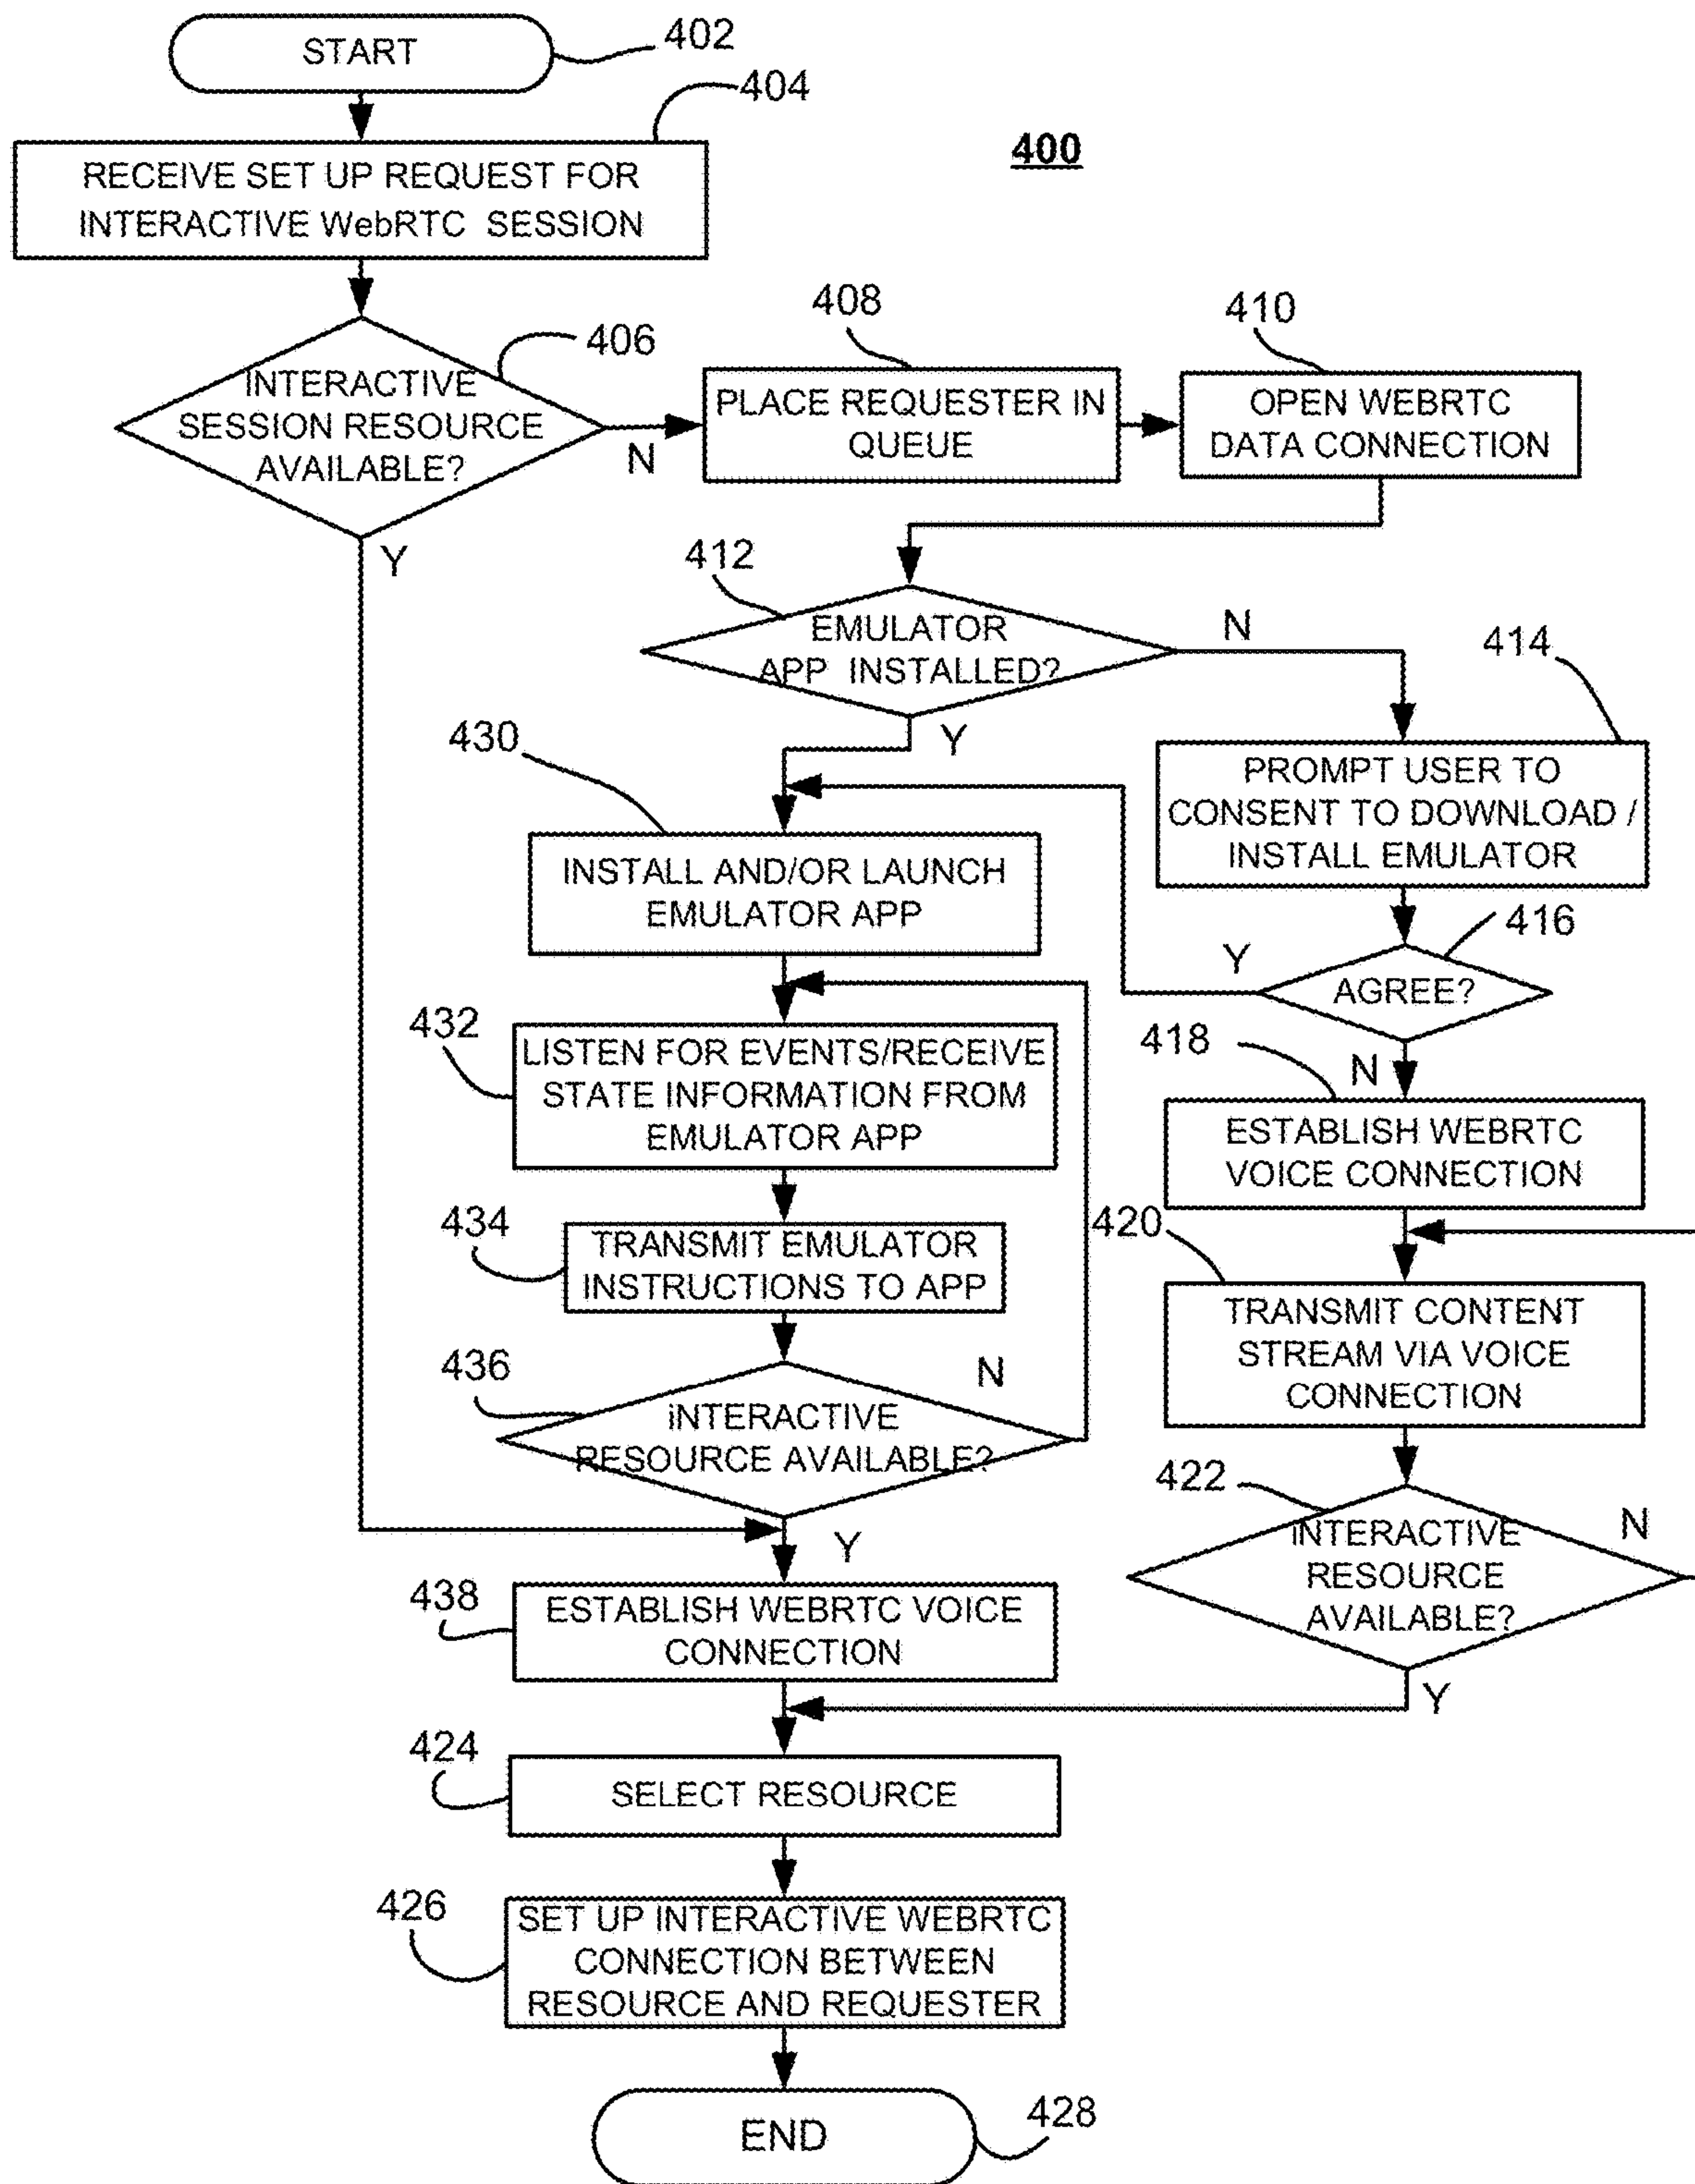 START
402
404
400
RECEIVE SET UP REQUEST FOR
INTERACTIVE WebRTC SESSION
406
INTERACTIVE
SESSION RESOURCE
AVAILABLE?
N
Y
408
PLACE REQUESTER IN
QUEUE
410
OPEN WEBRTC
DATA CONNECTION
412
EMULATOR
APP INSTALLED?
N
Y
414
PROMPT USER TO
CONSENT TO DOWNLOAD /
INSTALL EMULATOR
430
INSTALL AND/OR LAUNCH
EMULATOR APP
416
AGREE?
Y
N
432
LISTEN FOR EVENTS/RECEIVE
STATE INFORMATION FROM
EMULATOR APP
418
ESTABLISH WEBRTC
VOICE CONNECTION
434
TRANSMIT EMULATOR
INSTRUCTIONS TO APP
420
TRANSMIT CONTENT
STREAM VIA VOICE
CONNECTION
436
iNTERACTIVE
RESOURCE AVAILABLE?
N
Y
422
iNTERACTIVE
RESOURCE
AVAILABLE?
N
Y
438
ESTABLISH WEBRTC VOICE
CONNECTION
424
SELECT RESOURCE
426
SET UP INTERACTIVE WEBRTC
CONNECTION BETWEEN
RESOURCE AND REQUESTER
END
428